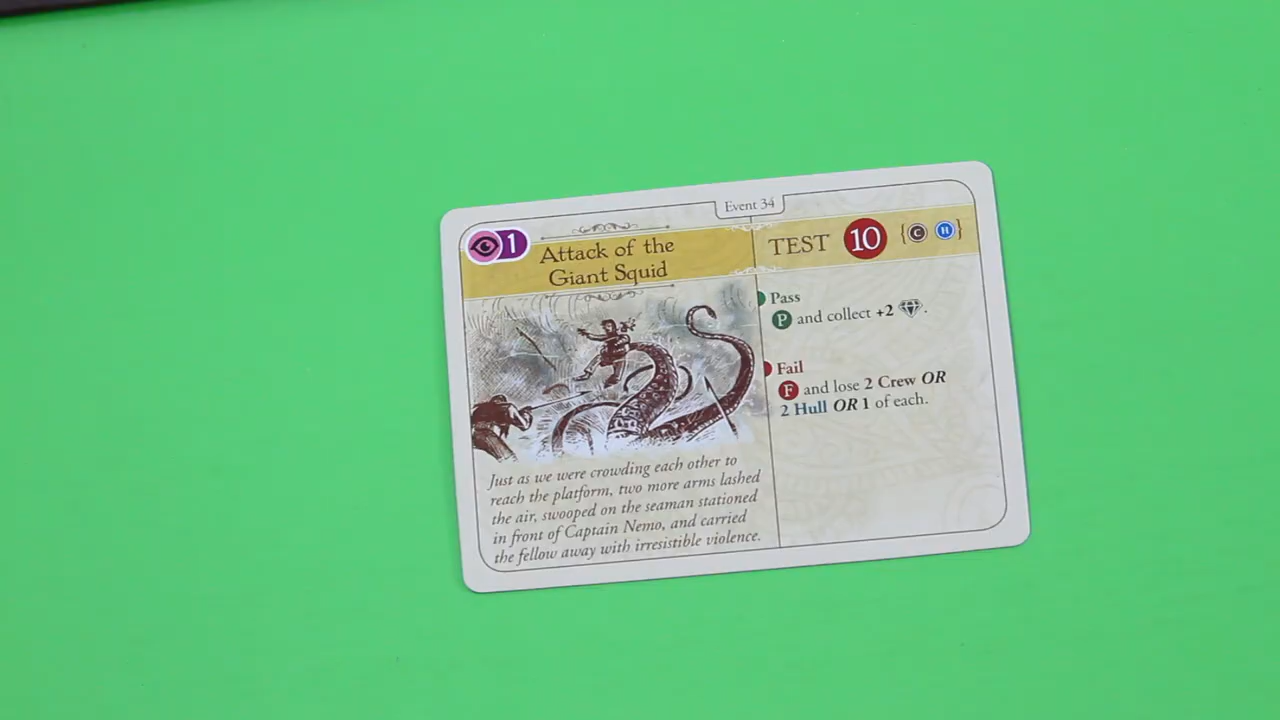 Event 34
1
Attack of the
Giant Squid
Just as we were crowding each other to
reach the platform, two more arms lashed
the air, swooped on the seaman stationed
in front of Captain Nemo, and carried
the fellow away with irresistible violence.
TEST 10 {C H}
Pass
P and collect +2 .
Fail
F and lose 2 Crew OR
2 Hull OR 1 of each.